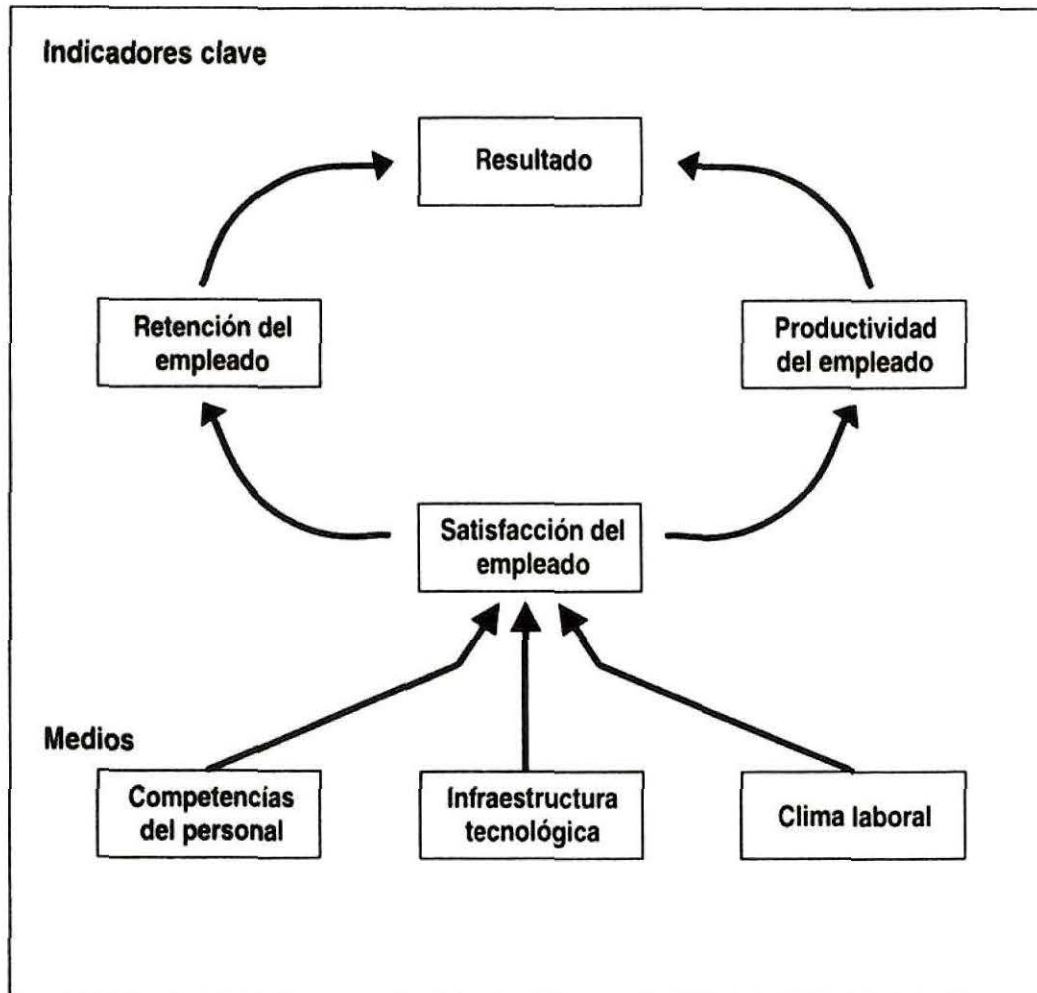 Indicadores clave
Resultado
Retención del
empleado
Productividad
del empleado
Satisfacción del
empleado
Medios
Competencias
del personal
Infraestructura
tecnológica
Clima laboral